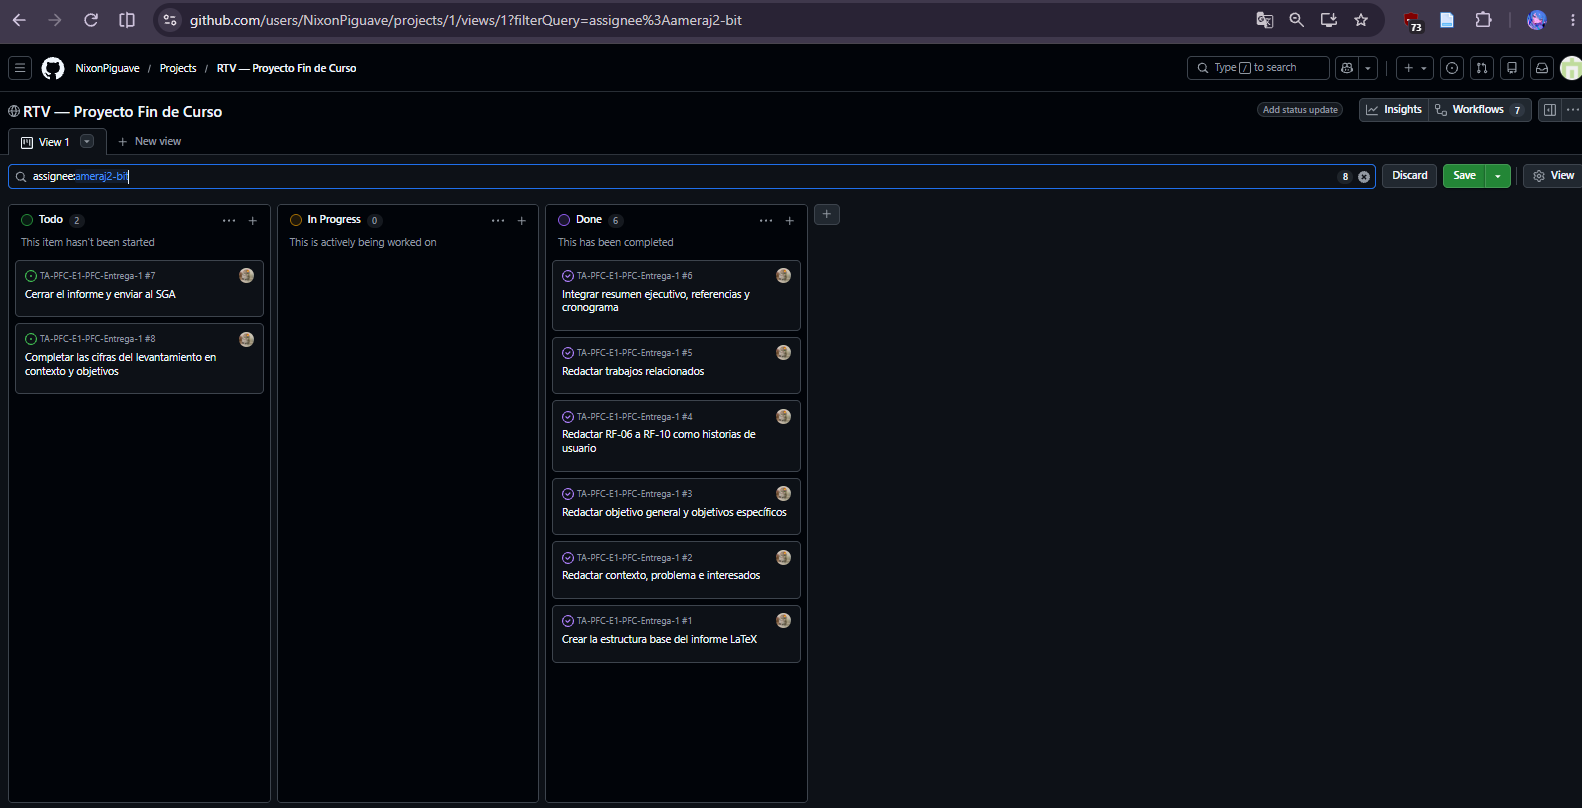 github.com/users/NixonPiguave/projects/1/views/1?filterQuery=assignee%3Aameraj2-bit
73
NixonPiguave / Projects / RTV — Proyecto Fin de Curso
Type / to search
RTV — Proyecto Fin de Curso
Add status update
Insights
Workflows 7
View 1
New view
assignee:ameraj2-bit
8
Discard
Save
View
Todo 2
This item hasn't been started
TA-PFC-E1-PFC-Entrega-1 #7
Cerrar el informe y enviar al SGA
TA-PFC-E1-PFC-Entrega-1 #8
Completar las cifras del levantamiento en
contexto y objetivos
In Progress 0
This is actively being worked on
Done 6
This has been completed
TA-PFC-E1-PFC-Entrega-1 #6
Integrar resumen ejecutivo, referencias y
cronograma
TA-PFC-E1-PFC-Entrega-1 #5
Redactar trabajos relacionados
TA-PFC-E1-PFC-Entrega-1 #4
Redactar RF-06 a RF-10 como historias de
usuario
TA-PFC-E1-PFC-Entrega-1 #3
Redactar objetivo general y objetivos específicos
TA-PFC-E1-PFC-Entrega-1 #2
Redactar contexto, problema e interesados
TA-PFC-E1-PFC-Entrega-1 #1
Crear la estructura base del informe LaTeX